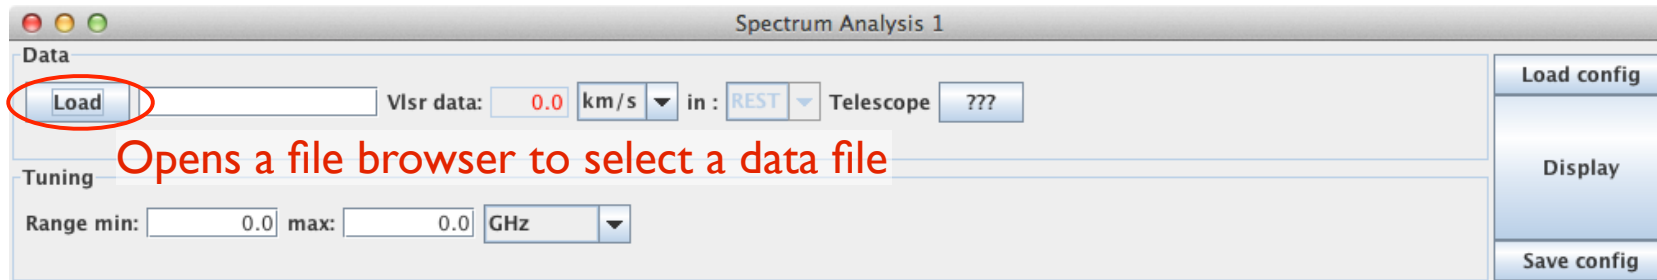 Spectrum Analysis 1
Data
Load Vlsr data: 0.0 km/s in : REST Telescope ???
Opens a file browser to select a data file
Tuning
Range min: 0.0 max: 0.0 GHz
Load config
Display
Save config